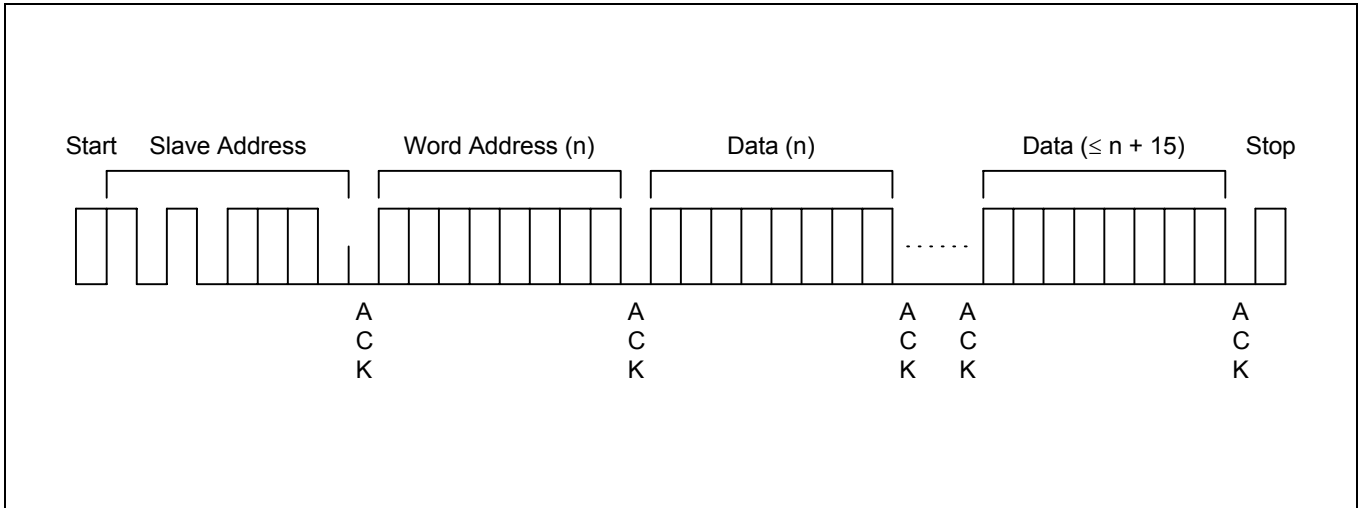 Start Slave Address Word Address (n) Data (n) Data (≤ n + 15) Stop
......
A A A A A
C C C C C
K K K K K